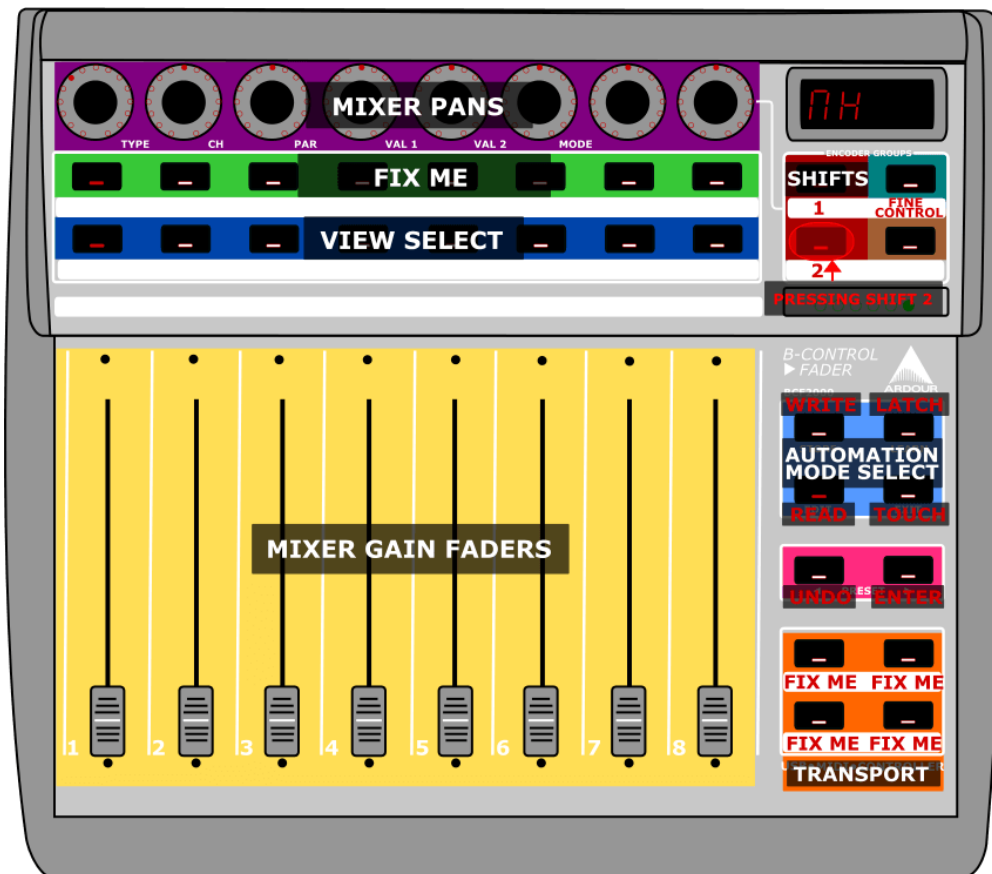 MIXER PANS
TYPE CH PAR VAL 1 VAL 2 MODE
ENCODER GROUPS
FIX ME
SHIFTS
1 FINE CONTROL
VIEW SELECT
2
PRESSING SHIFT 2
B-CONTROL
FADER
ARDOUR
WRITE LATCH
AUTOMATION
MODE SELECT
READ TOUCH
MIXER GAIN FADERS
UNDO ENTER
FIX ME FIX ME
1 2 3 4 5 6 7 8
FIX ME FIX ME
TRANSPORT